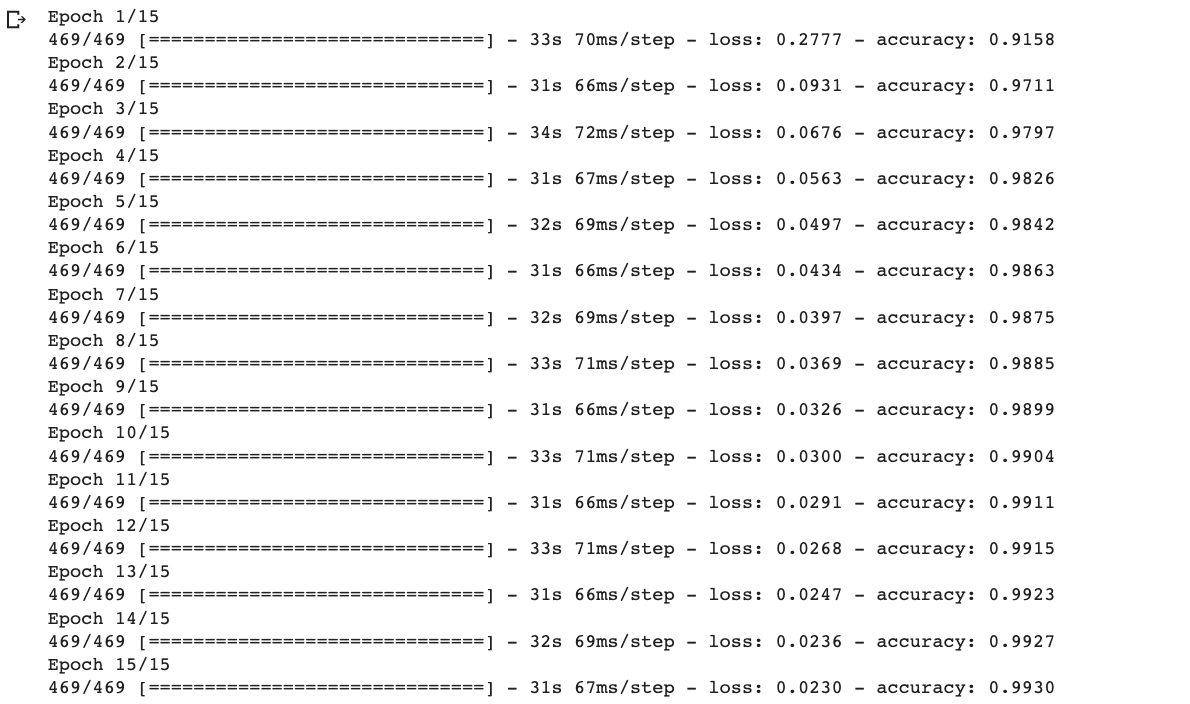 Epoch 1/15
469/469 [==============================] - 33s 70ms/step - loss: 0.2777 - accuracy: 0.9158
Epoch 2/15
469/469 [==============================] - 31s 66ms/step - loss: 0.0931 - accuracy: 0.9711
Epoch 3/15
469/469 [==============================] - 34s 72ms/step - loss: 0.0676 - accuracy: 0.9797
Epoch 4/15
469/469 [==============================] - 31s 67ms/step - loss: 0.0563 - accuracy: 0.9826
Epoch 5/15
469/469 [==============================] - 32s 69ms/step - loss: 0.0497 - accuracy: 0.9842
Epoch 6/15
469/469 [==============================] - 31s 66ms/step - loss: 0.0434 - accuracy: 0.9863
Epoch 7/15
469/469 [==============================] - 32s 69ms/step - loss: 0.0397 - accuracy: 0.9875
Epoch 8/15
469/469 [==============================] - 33s 71ms/step - loss: 0.0369 - accuracy: 0.9885
Epoch 9/15
469/469 [==============================] - 31s 66ms/step - loss: 0.0326 - accuracy: 0.9899
Epoch 10/15
469/469 [==============================] - 33s 71ms/step - loss: 0.0300 - accuracy: 0.9904
Epoch 11/15
469/469 [==============================] - 31s 66ms/step - loss: 0.0291 - accuracy: 0.9911
Epoch 12/15
469/469 [==============================] - 33s 71ms/step - loss: 0.0268 - accuracy: 0.9915
Epoch 13/15
469/469 [==============================] - 31s 66ms/step - loss: 0.0247 - accuracy: 0.9923
Epoch 14/15
469/469 [==============================] - 32s 69ms/step - loss: 0.0236 - accuracy: 0.9927
Epoch 15/15
469/469 [==============================] - 31s 67ms/step - loss: 0.0230 - accuracy: 0.9930